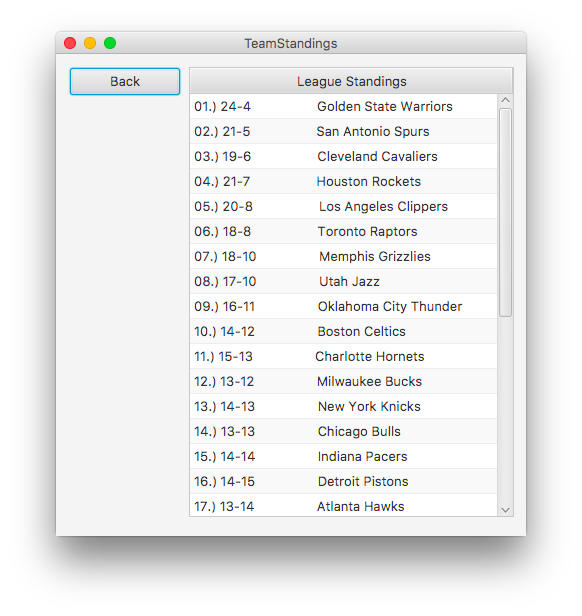 TeamStandings
Back
League Standings
01.) 24-4 Golden State Warriors
02.) 21-5 San Antonio Spurs
03.) 19-6 Cleveland Cavaliers
04.) 21-7 Houston Rockets
05.) 20-8 Los Angeles Clippers
06.) 18-8 Toronto Raptors
07.) 18-10 Memphis Grizzlies
08.) 17-10 Utah Jazz
09.) 16-11 Oklahoma City Thunder
10.) 14-12 Boston Celtics
11.) 15-13 Charlotte Hornets
12.) 13-12 Milwaukee Bucks
13.) 14-13 New York Knicks
14.) 13-13 Chicago Bulls
15.) 14-14 Indiana Pacers
16.) 14-15 Detroit Pistons
17.) 13-14 Atlanta Hawks